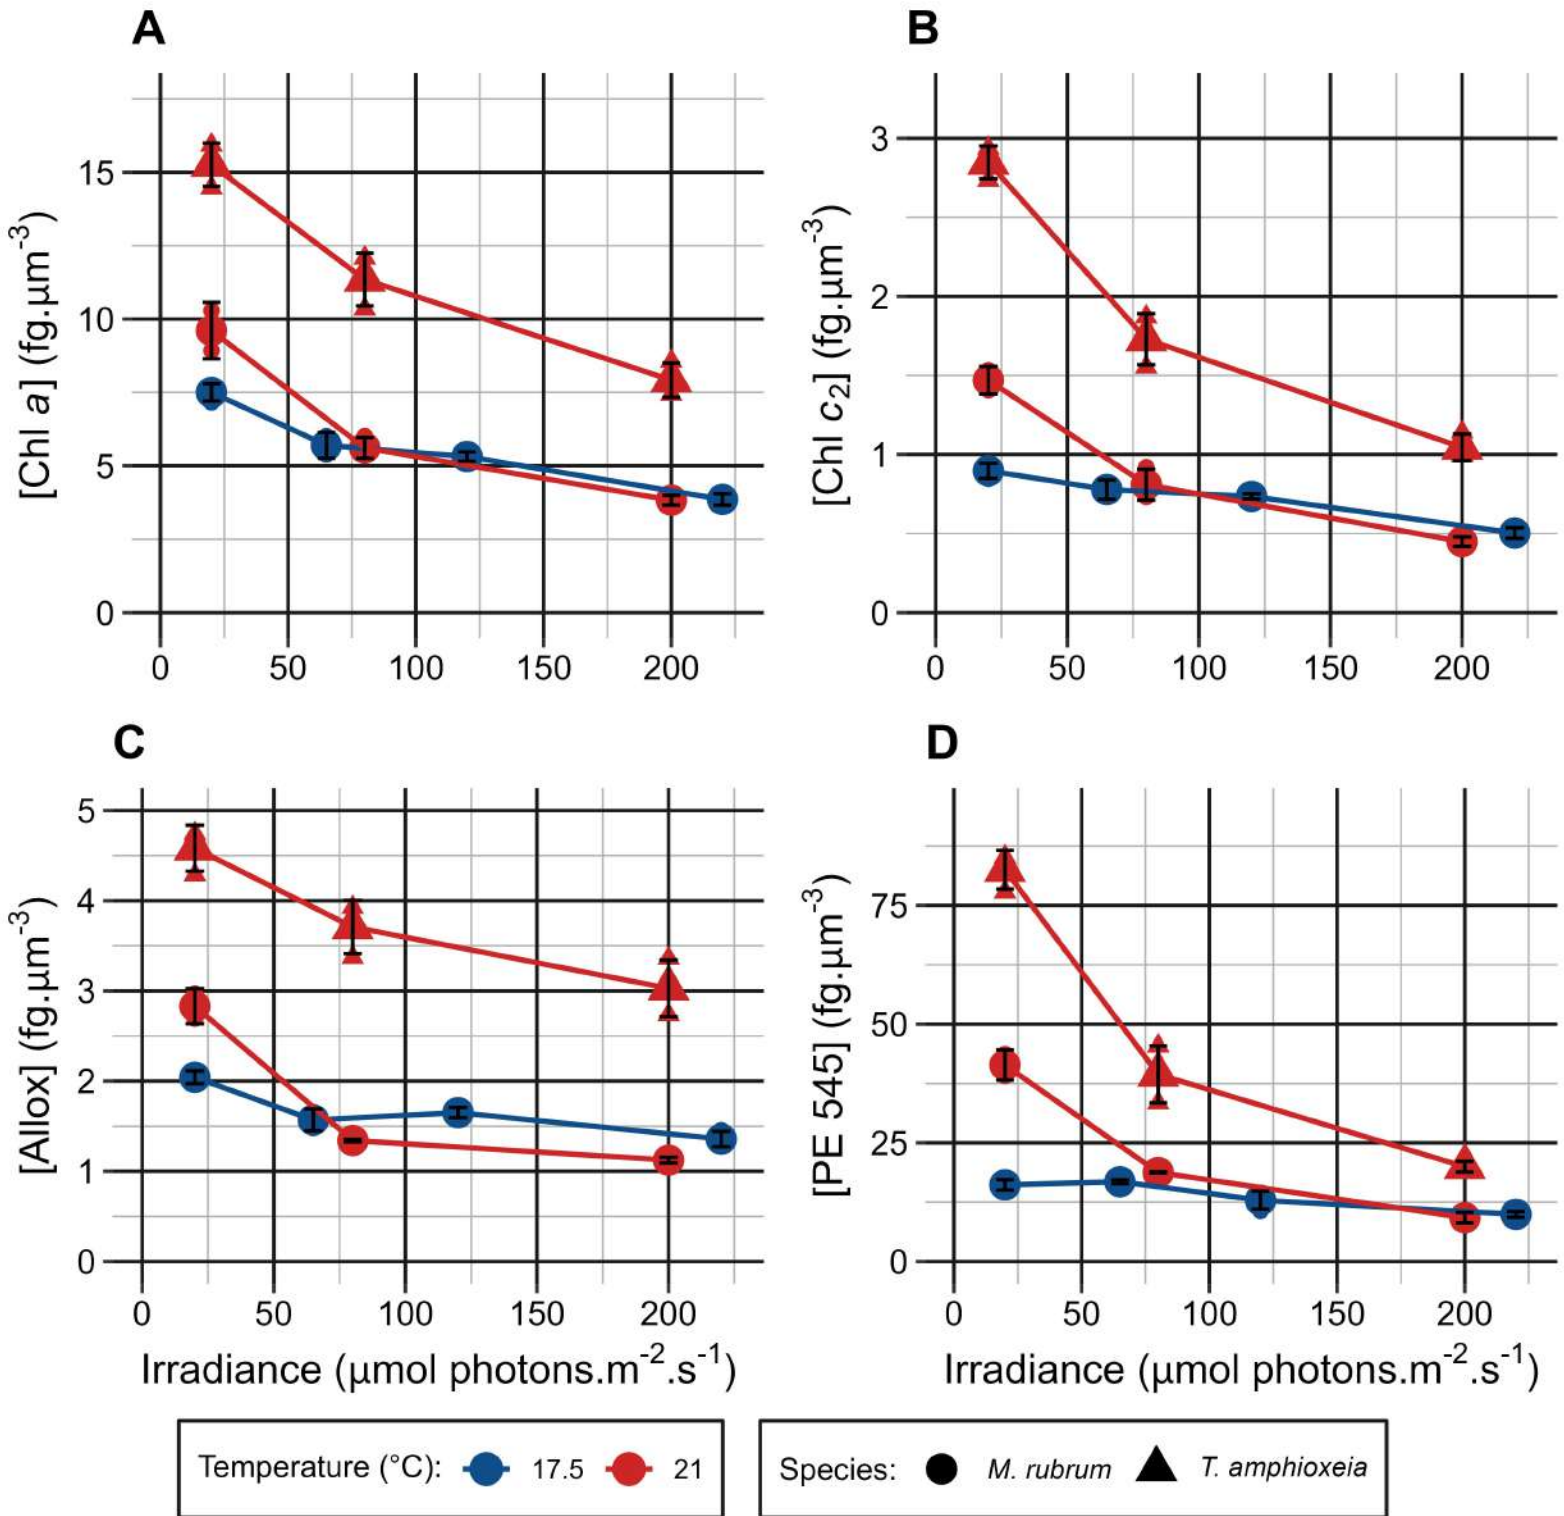 A
[Chl a] (fg.µm-3)
15
10
5
0
0 50 100 150 200
B
[Chl c2] (fg.µm-3)
3
2
1
0
0 50 100 150 200
C
[Allox] (fg.µm-3)
5
4
3
2
1
0
0 50 100 150 200
Irradiance (µmol photons.m-2.s-1)
D
[PE 545] (fg.µm-3)
75
50
25
0
0 50 100 150 200
Irradiance (µmol photons.m-2.s-1)
Temperature (°C): 17.5 21
Species: M. rubrum T. amphioxeia